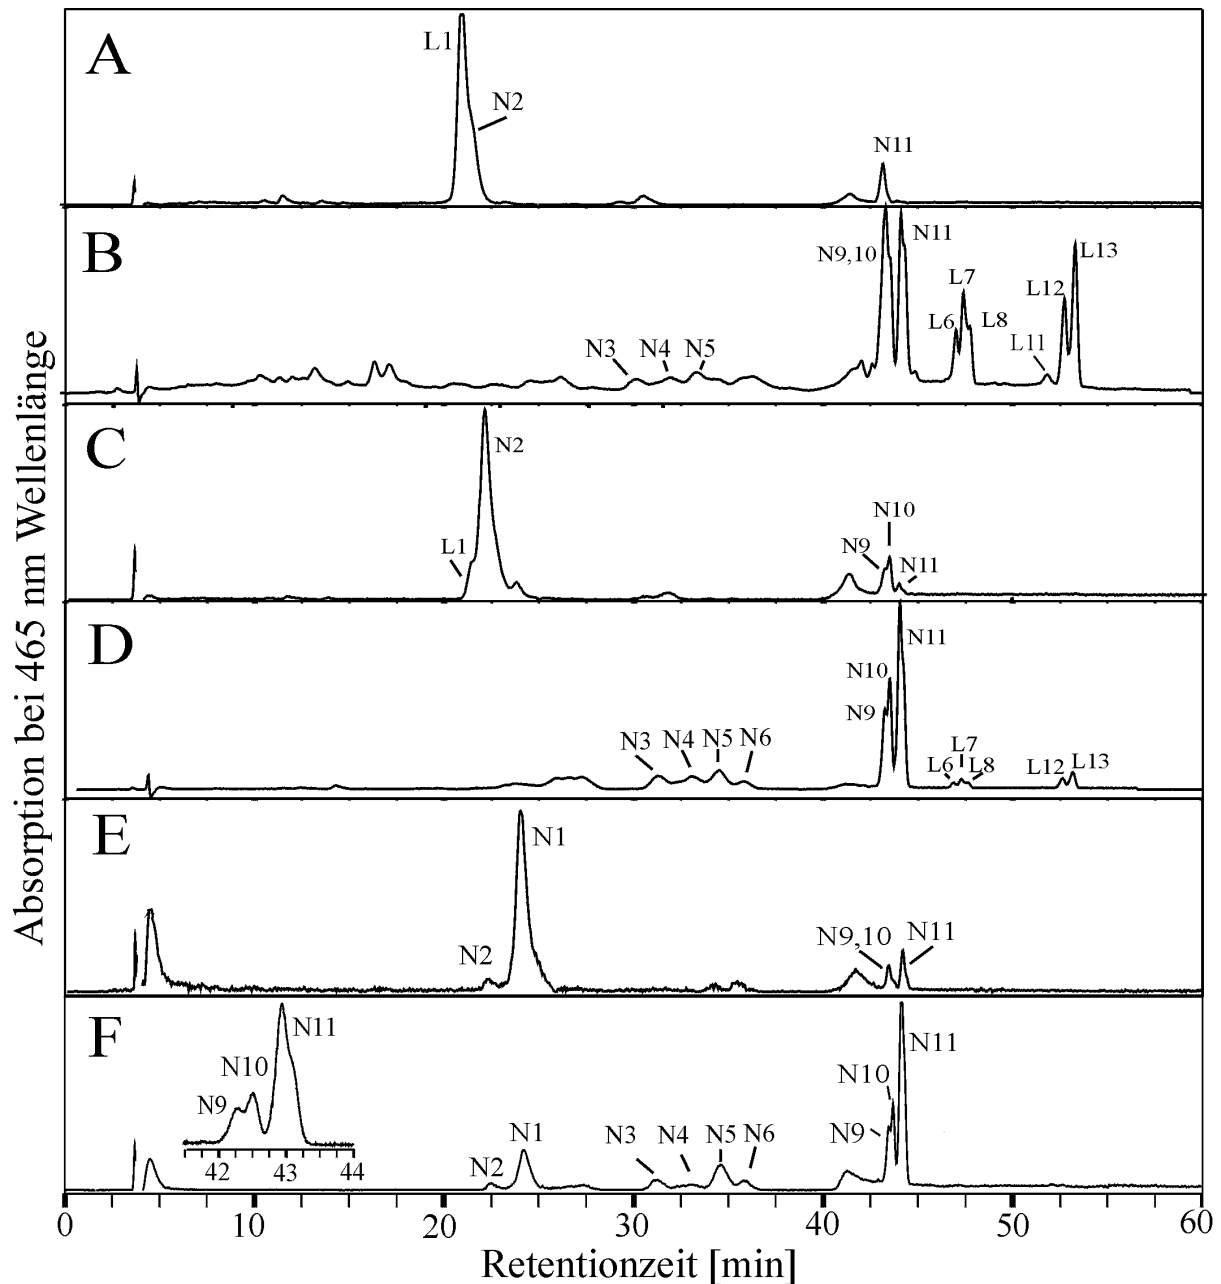 A
L1
N2
N11
B
N9,10
N11
L13
L7
L12
L6
L8
L11
N3
N4
N5
C
N2
N10
L1
N9
N11
D
N11
N10
N9
N3
N4
N5
N6
L7
L6
L8
L12
L13
E
N1
N2
N9,10
N11
F
N11
N10
N9
42
43
44
N11
N10
N1
N2
N3
N4
N5
N6
N9
0
10
20
30
40
50
60
Retentionzeit [min]
Absorption bei 465 nm Wellenlänge